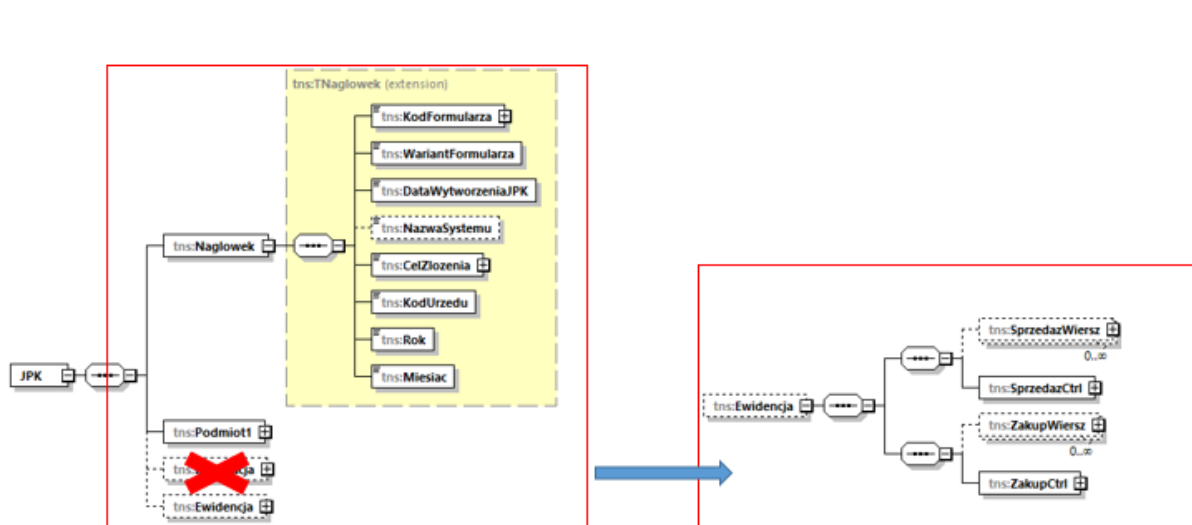 tns:TNaglowek (extension)
tns:KodFormularza
tns:WariantFormularza
tns:DataWytworzeniaJPK
tns:NazwaSystemu
tns:Naglowek
tns:CelZlozenia
tns:KodUrzedu
tns:Rok
tns:Miesiac
JPK
tns:Podmiot1
tns:
tns:Ewidencja
tns:SprzedazWiersz
0..∞
tns:SprzedazCtrl
tns:Ewidencja
tns:ZakupWiersz
0..∞
tns:ZakupCtrl